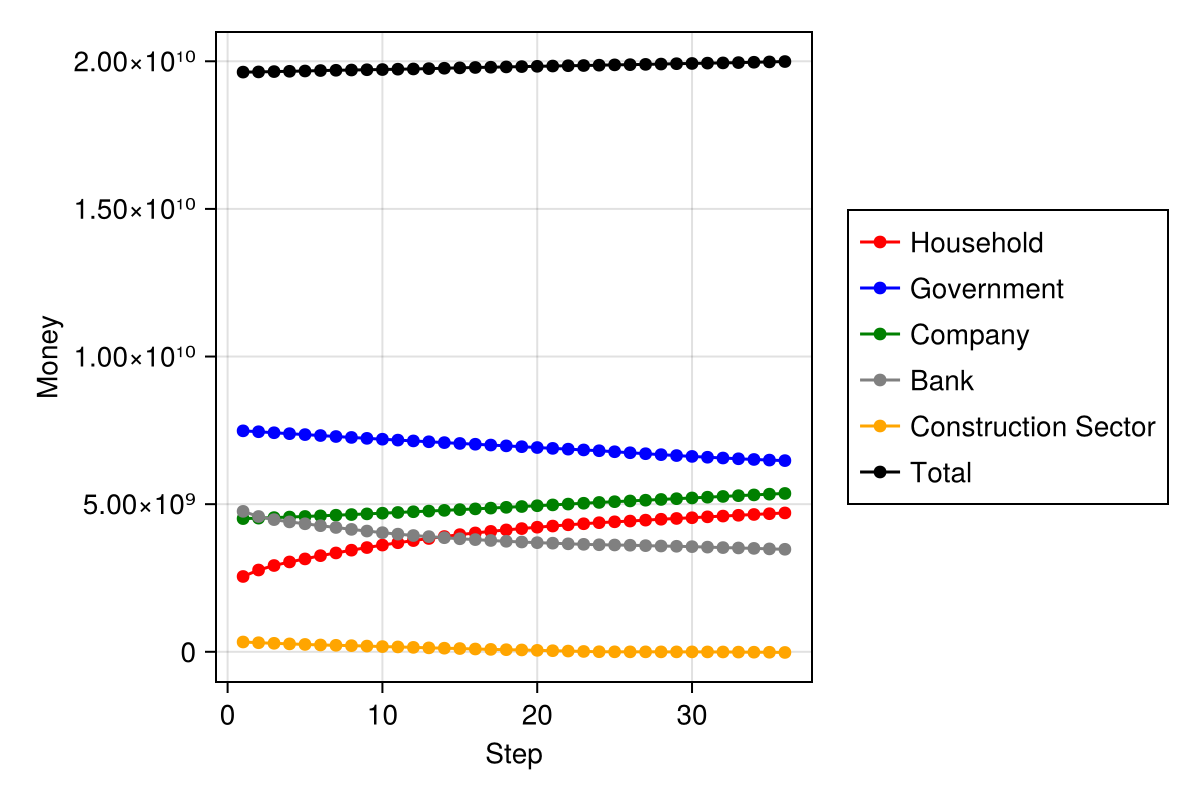 2.00×10¹⁰
1.50×10¹⁰
1.00×10¹⁰
5.00×10⁹
0
Money
0 10 20 30
Step
Household
Government
Company
Bank
Construction Sector
Total